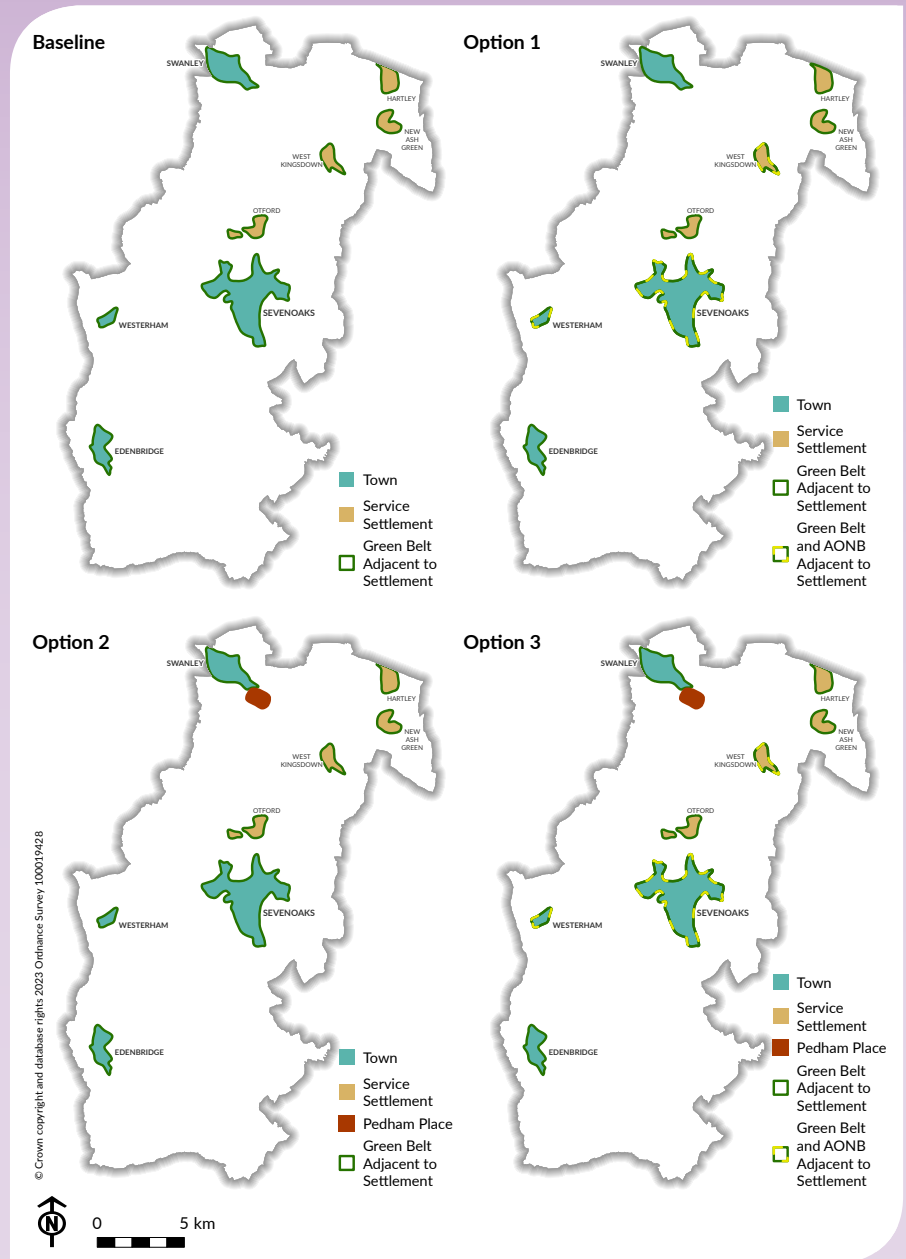 Baseline
SWANLEY
HARTLEY
NEW
ASH
GREEN
WEST
KINGSDOWN
OTFORD
SEVENOAKS
WESTERHAM
EDENBRIDGE
Town
Service
Settlement
Green Belt
Adjacent to
Settlement
Option 1
SWANLEY
HARTLEY
NEW
ASH
GREEN
WEST
KINGSDOWN
OTFORD
SEVENOAKS
WESTERHAM
EDENBRIDGE
Town
Service
Settlement
Green Belt
Adjacent to
Settlement
Green Belt
and AONB
Adjacent to
Settlement
Option 2
SWANLEY
HARTLEY
NEW
ASH
GREEN
WEST
KINGSDOWN
OTFORD
SEVENOAKS
WESTERHAM
EDENBRIDGE
Town
Service
Settlement
Pedham Place
Green Belt
Adjacent to
Settlement
Option 3
SWANLEY
HARTLEY
NEW
ASH
GREEN
WEST
KINGSDOWN
OTFORD
SEVENOAKS
WESTERHAM
EDENBRIDGE
Town
Service
Settlement
Pedham Place
Green Belt
Adjacent to
Settlement
Green Belt
and AONB
Adjacent to
Settlement
© Crown copyright and database rights 2023 Ordnance Survey 100019428
N
0 5 km